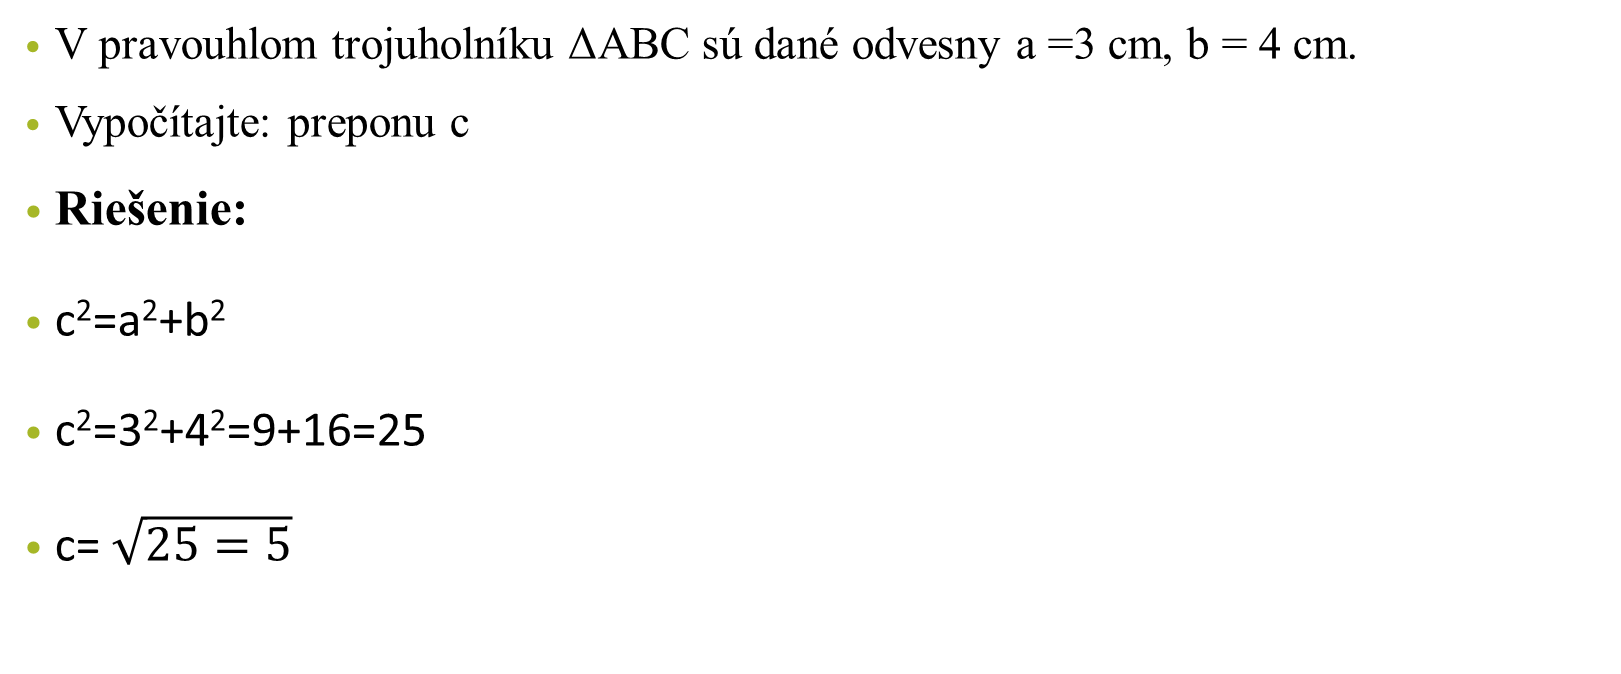 • V pravouhlom trojuholníku ΔABC sú dané odvesny a =3 cm, b = 4 cm.
• Vypočítajte: preponu c
• Riešenie:
• c²=a²+b²
• c²=3²+4²=9+16=25
• c= √(25 = 5)